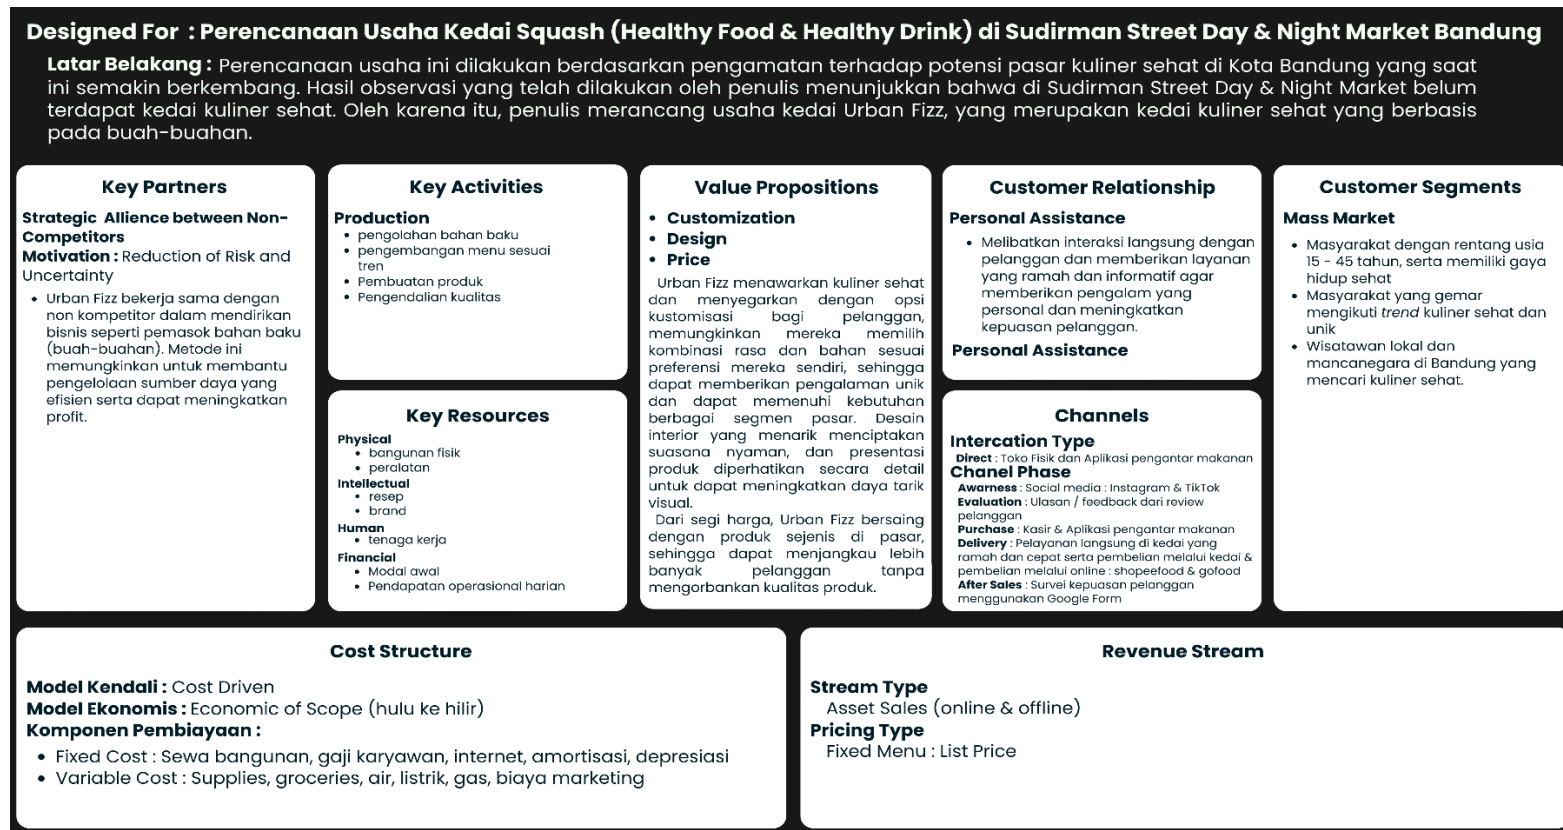 Designed For : Perencanaan Usaha Kedai Squash (Healthy Food & Healthy Drink) di Sudirman Street Day & Night Market Bandung
Latar Belakang : Perencanaan usaha ini dilakukan berdasarkan pengamatan terhadap potensi pasar kuliner sehat di Kota Bandung yang saat
ini semakin berkembang. Hasil observasi yang telah dilakukan oleh penulis menunjukkan bahwa di Sudirman Street Day & Night Market belum
terdapat kedai kuliner sehat. Oleh karena itu, penulis merancang usaha kedai Urban Fizz, yang merupakan kedai kuliner sehat yang berbasis
pada buah-buahan.
Key Partners
Strategic Allience between Non-
Competitors
Motivation : Reduction of Risk and
Uncertainty
• Urban Fizz bekerja sama dengan
non kompetitor dalam mendirikan
bisnis seperti pemasok bahan baku
(buah-buahan). Metode ini
memungkinkan untuk membantu
pengelolaan sumber daya yang
efisien serta dapat meningkatkan
profit.
Key Activities
Production
• pengolahan bahan baku
• pengembangan menu sesuai
tren
• Pembuatan produk
• Pengendalian kualitas
Key Resources
Physical
• bangunan fisik
• peralatan
Intellectual
• resep
• brand
Human
• tenaga kerja
Financial
• Modal awal
• Pendapatan operasional harian
Value Propositions
• Customization
• Design
• Price
Urban Fizz menawarkan kuliner sehat
dan menyegarkan dengan opsi
kustomisasi bagi pelanggan,
memungkinkan mereka memilih
kombinasi rasa dan bahan sesuai
preferensi mereka sendiri, sehingga
dapat memberikan pengalaman unik
dan dapat memenuhi kebutuhan
berbagai segmen pasar. Desain
interior yang menarik menciptakan
suasana nyaman, dan presentasi
produk diperhatikan secara detail
untuk dapat meningkatkan daya tarik
visual.
Dari segi harga, Urban Fizz bersaing
dengan produk sejenis di pasar,
sehingga dapat menjangkau lebih
banyak pelanggan tanpa
mengorbankan kualitas produk.
Customer Relationship
Personal Assistance
• Melibatkan interaksi langsung dengan
pelanggan dan memberikan layanan
yang ramah dan informatif agar
memberikan pengalam yang
personal dan meningkatkan
kepuasan pelanggan.
Personal Assistance
Channels
Intercation Type
Direct : Toko Fisik dan Aplikasi pengantar makanan
Chanel Phase
Awarness : Social media : Instagram & TikTok
Evaluation : Ulasan / feedback dari review
pelanggan
Purchase : Kasir & Aplikasi pengantar makanan
Delivery : Pelayanan langsung di kedai yang
ramah dan cepat serta pembelian melalui kedai &
pembelian melalui online : shopeefood & gofood
After Sales : Survei kepuasan pelanggan
menggunakan Google Form
Customer Segments
Mass Market
• Masyarakat dengan rentang usia
15 - 45 tahun, serta memiliki gaya
hidup sehat
• Masyarakat yang gemar
mengikuti trend kuliner sehat dan
unik
• Wisatawan lokal dan
mancanegara di Bandung yang
mencari kuliner sehat.
Cost Structure
Model Kendali : Cost Driven
Model Ekonomis : Economic of Scope (hulu ke hilir)
Komponen Pembiayaan :
• Fixed Cost : Sewa bangunan, gaji karyawan, internet, amortisasi, depresiasi
• Variable Cost : Supplies, groceries, air, listrik, gas, biaya marketing
Revenue Stream
Stream Type
Asset Sales (online & offline)
Pricing Type
Fixed Menu : List Price